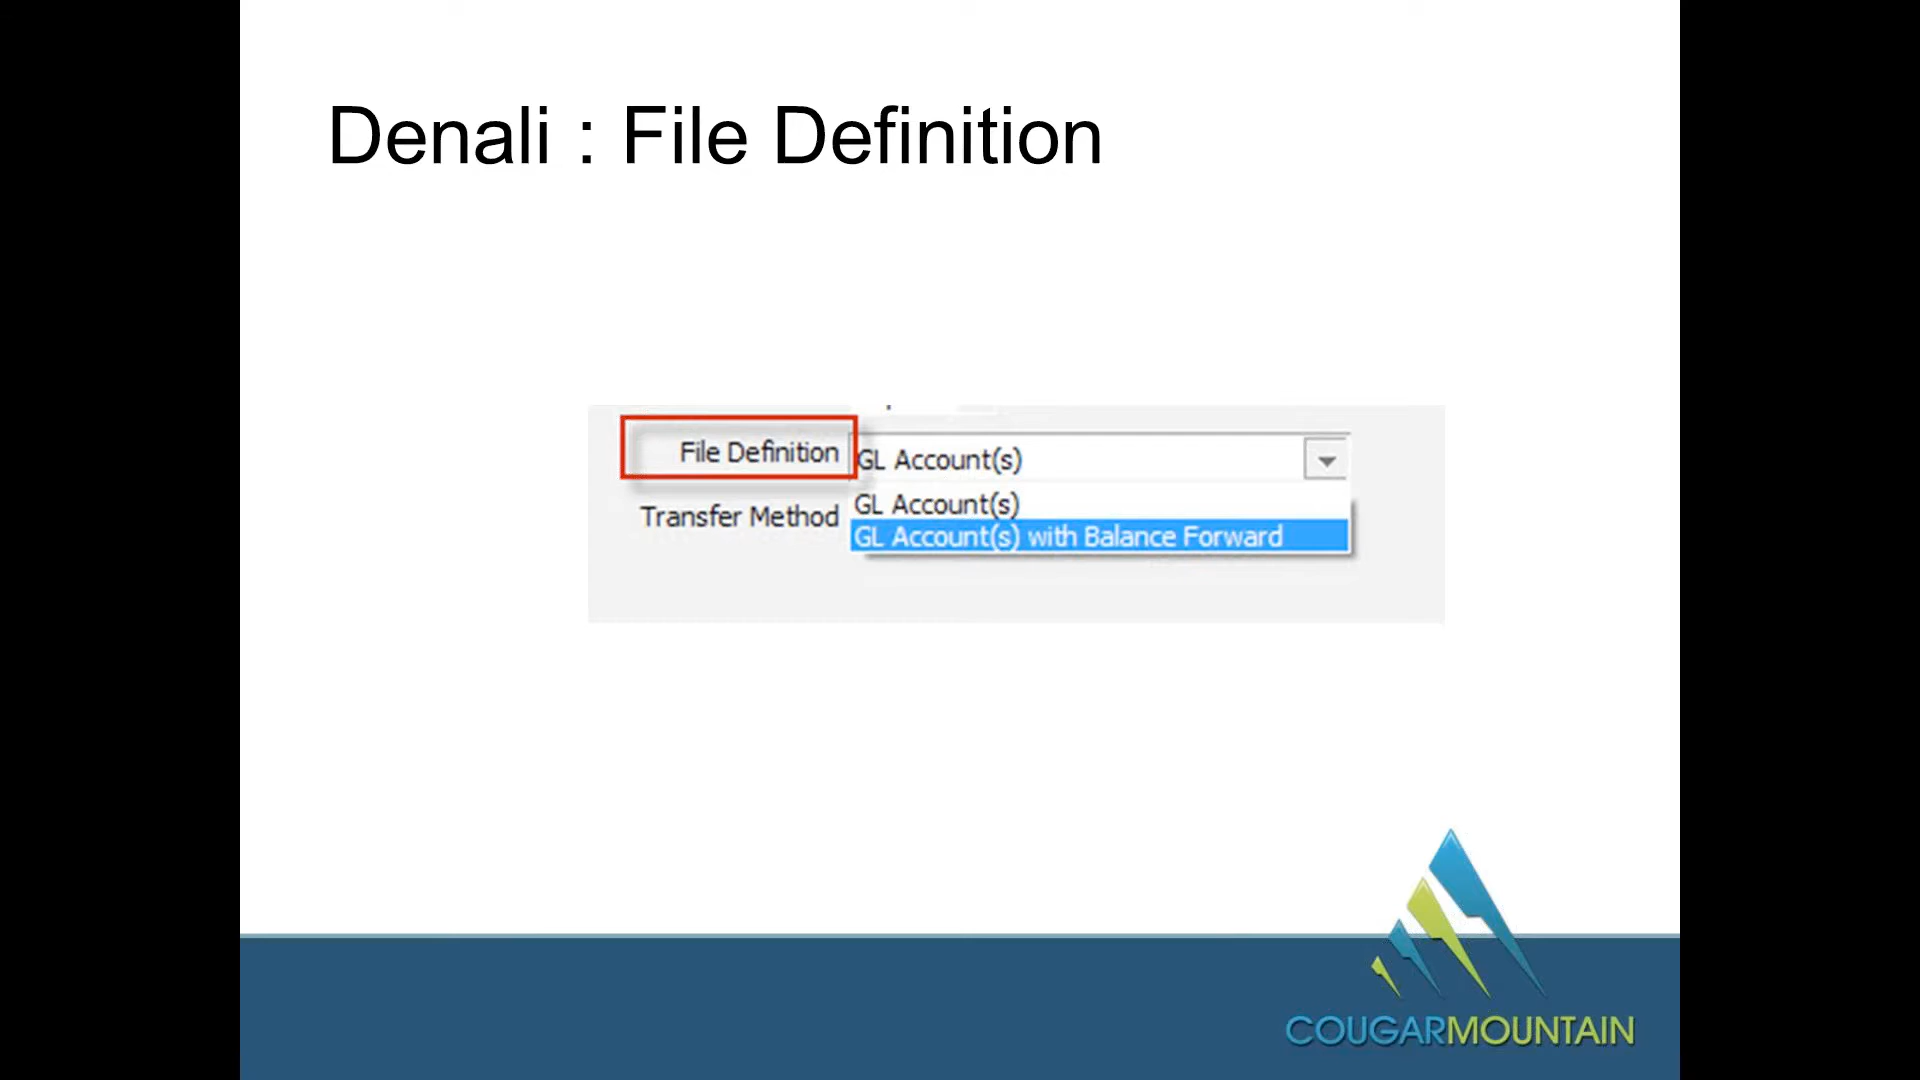 Denali : File Definition
File Definition
GL Account(s)
GL Account(s)
Transfer Method
GL Account(s) with Balance Forward
COUGARMOUNTAIN